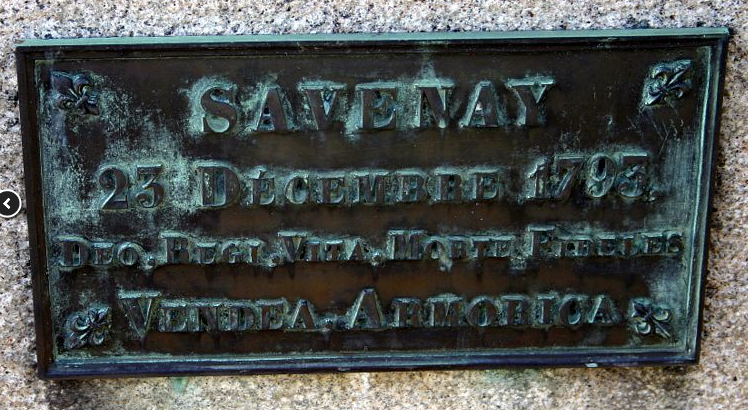 SAVENAY
23 DÉCEMBRE 1793.
DEO, REGI, VITA, MORTE, FIDELES
VENDEA-ARMORICA